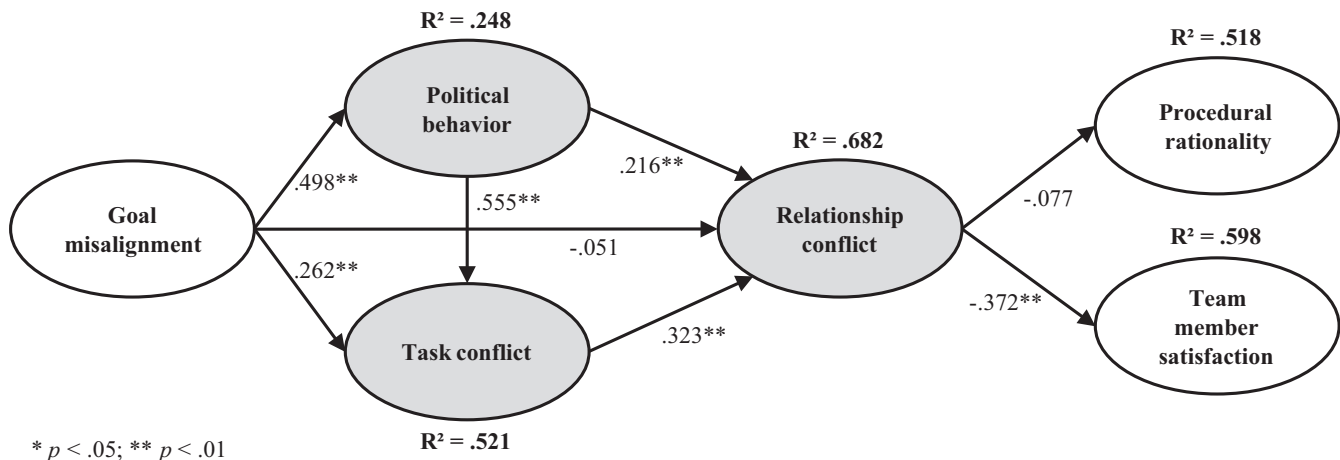 R² = .248
Political
behavior
R² = .518
Procedural
rationality
R² = .682
.498**
.216**
.555**
Goal
misalignment
-.051
Relationship
conflict
-.077
.262**
R² = .598
Team
member
satisfaction
-.372**
Task conflict
.323**
R² = .521
* p < .05; ** p < .01